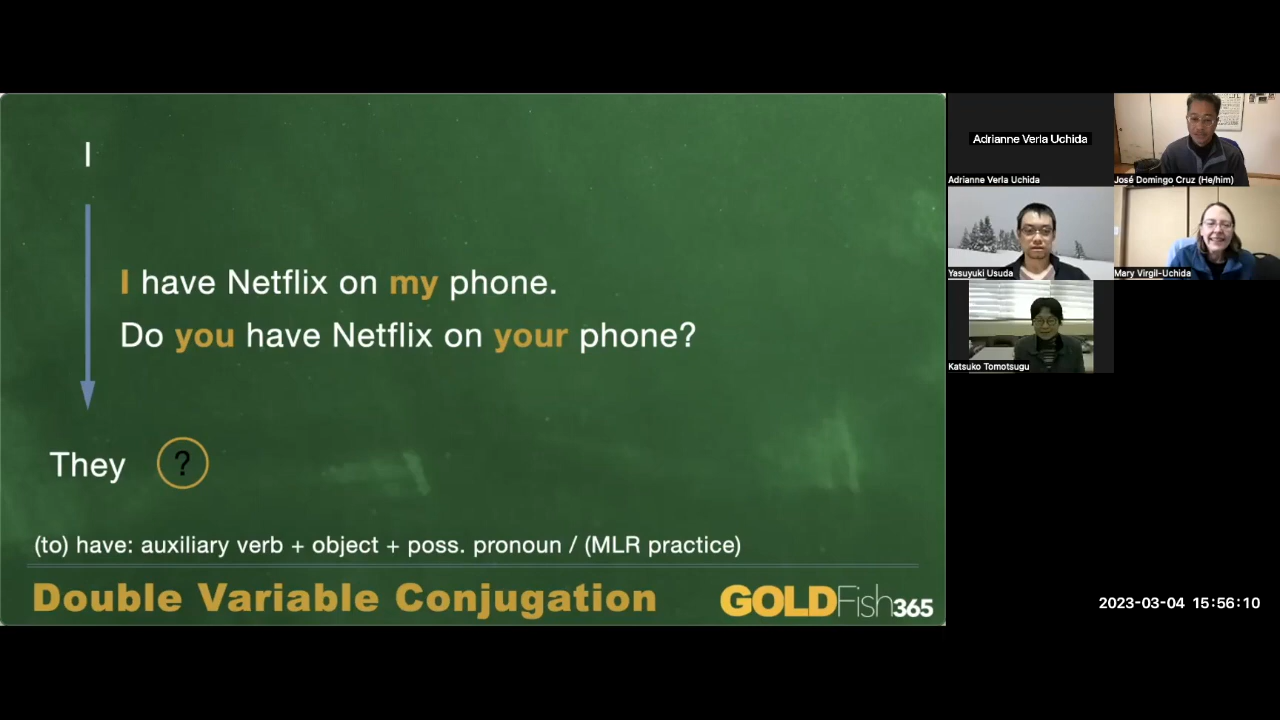 I
I have Netflix on my phone.
Do you have Netflix on your phone?
They ?
(to) have: auxiliary verb + object + poss. pronoun / (MLR practice)
Double Variable Conjugation
GOLDFish365
Adrianne Verla Uchida
Adrianne Verla Uchida
José Domingo Cruz (He/him)
Yasuyuki Usuda
Mary Virgil-Uchida
Katsuko Tomotsugu
2023-03-04 15:56:10